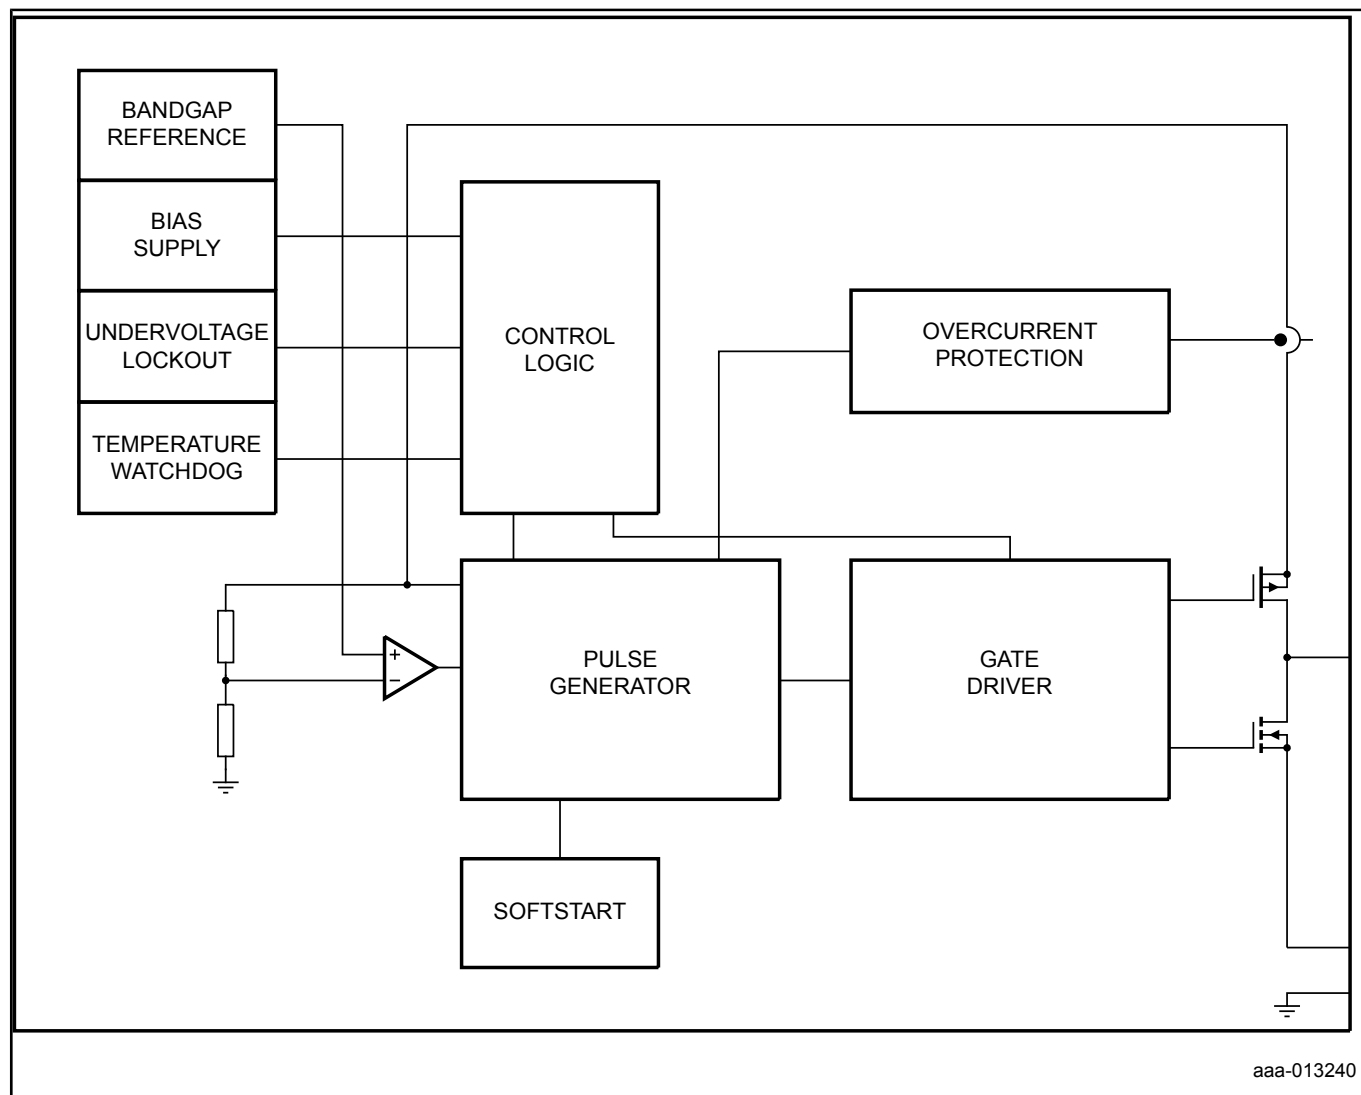 BANDGAP
REFERENCE
BIAS
SUPPLY
UNDERVOLTAGE
LOCKOUT
TEMPERATURE
WATCHDOG
CONTROL
LOGIC
OVERCURRENT
PROTECTION
+
−
PULSE
GENERATOR
GATE
DRIVER
SOFTSTART
aaa-013240